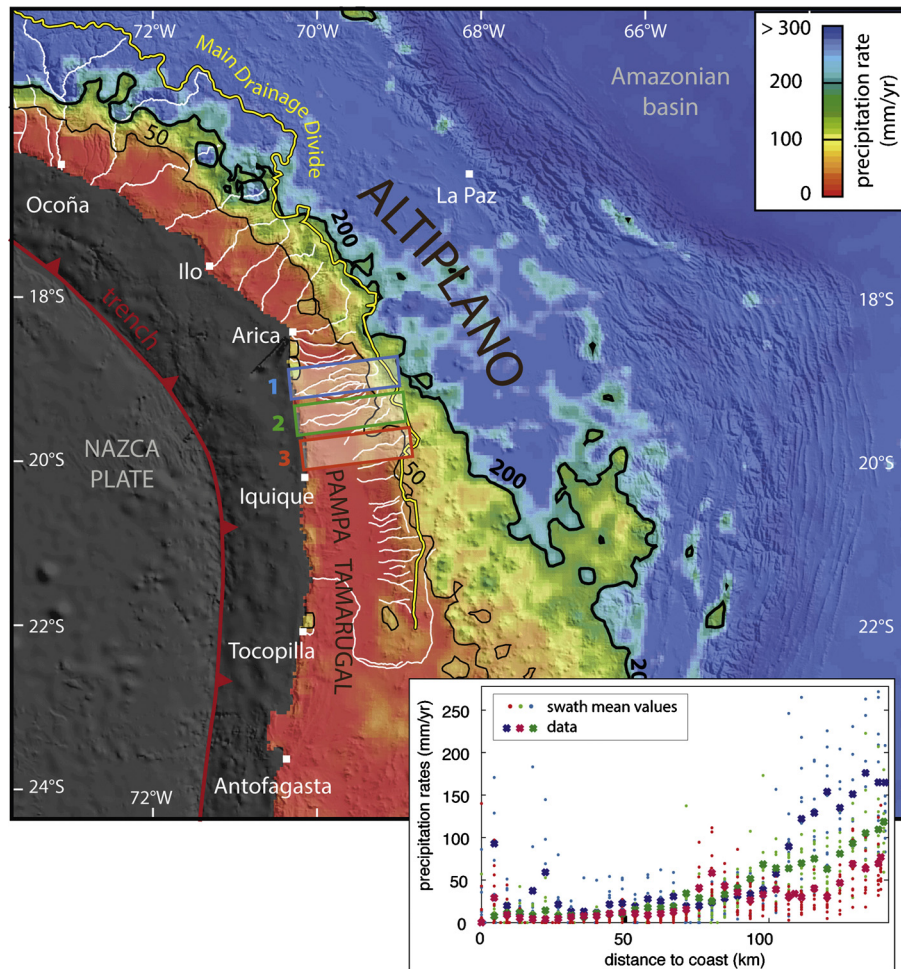 72°W
70°W
68°W
66°W
> 300
200
100
0
precipitation rate
(mm/yr)
Amazonian
basin
Main Drainage Divide
50
La Paz
Ocoña
ALTIPLANO
200
Ilo
18°S
18°S
trench
Arica
1
2
3
NAZCA
PLATE
20°S
20°S
200
50
Iquique
PAMPA TAMARUGAL
22°S
22°S
Tocopilla
20
24°S
72°W
Antofagasta
swath mean values
data
precipitation rates (mm/yr)
250
200
150
100
50
0
0
50
100
distance to coast (km)